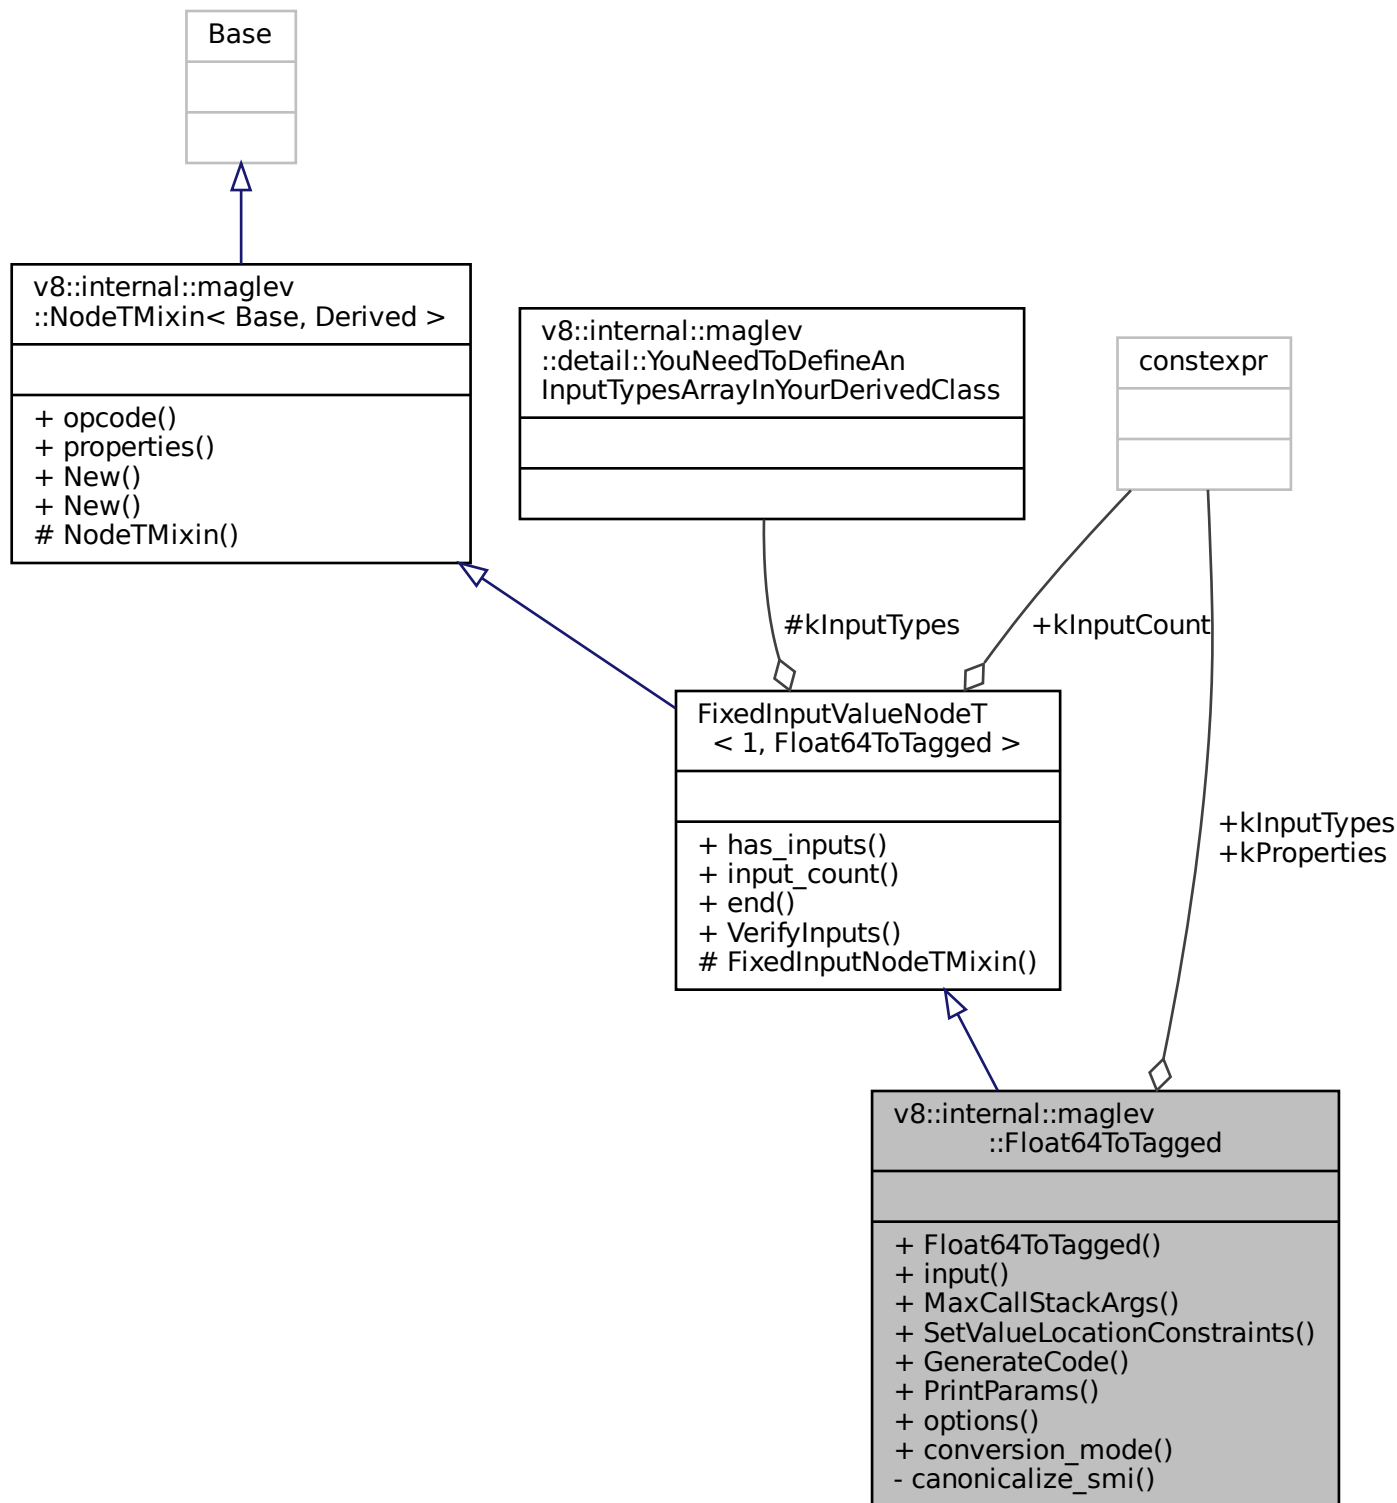 Base
v8::internal::maglev
::NodeTMixin< Base, Derived >
+ opcode()
+ properties()
+ New()
+ New()
# NodeTMixin()
v8::internal::maglev
::detail::YouNeedToDefineAn
InputTypesArrayInYourDerivedClass
constexpr
#kInputTypes
+kInputCount
FixedInputValueNodeT
< 1, Float64ToTagged >
+ has_inputs()
+ input_count()
+ end()
+ VerifyInputs()
# FixedInputNodeTMixin()
+kInputTypes
+kProperties
v8::internal::maglev
::Float64ToTagged
+ Float64ToTagged()
+ input()
+ MaxCallStackArgs()
+ SetValueLocationConstraints()
+ GenerateCode()
+ PrintParams()
+ options()
+ conversion_mode()
- canonicalize_smi()